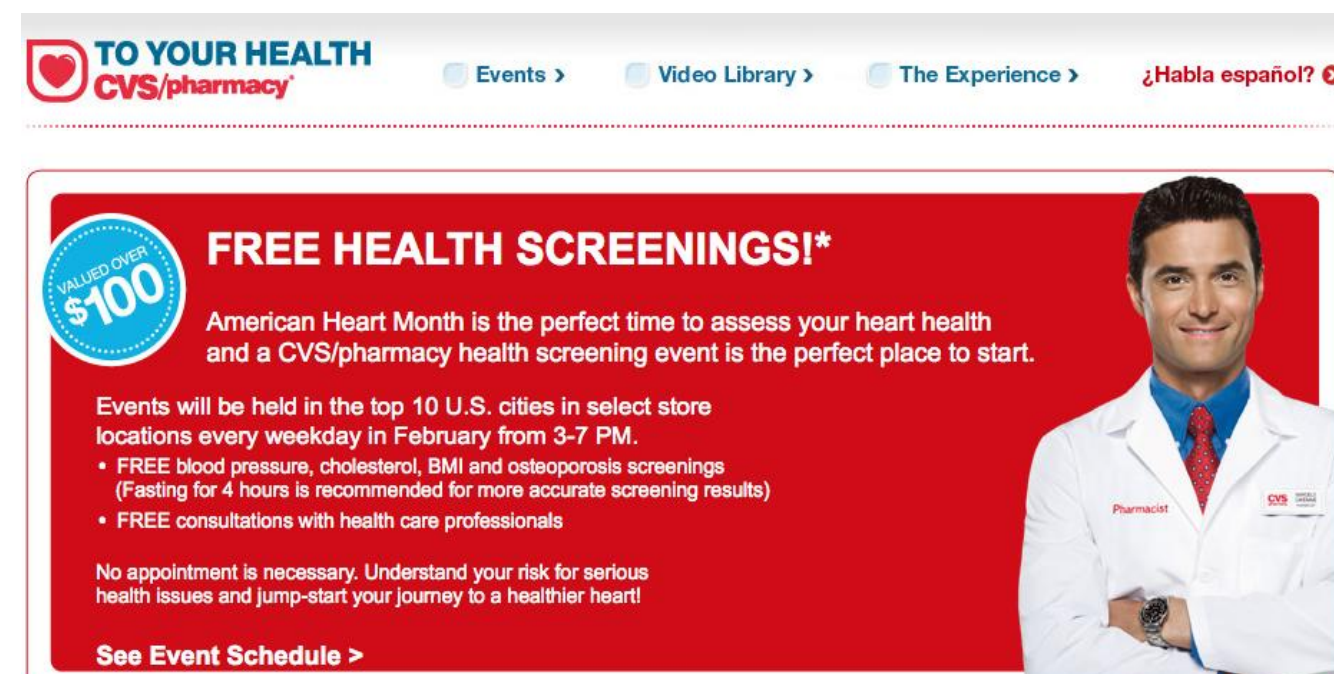 TO YOUR HEALTH
CVS/pharmacy
Events >
Video Library >
The Experience >
¿Habla español?
VALUED OVER
$100
FREE HEALTH SCREENINGS!*
American Heart Month is the perfect time to assess your heart health
and a CVS/pharmacy health screening event is the perfect place to start.
Events will be held in the top 10 U.S. cities in select store
locations every weekday in February from 3-7 PM.
• FREE blood pressure, cholesterol, BMI and osteoporosis screenings
(Fasting for 4 hours is recommended for more accurate screening results)
• FREE consultations with health care professionals
No appointment is necessary. Understand your risk for serious
health issues and jump-start your journey to a healthier heart!
See Event Schedule >
Pharmacist
CVS